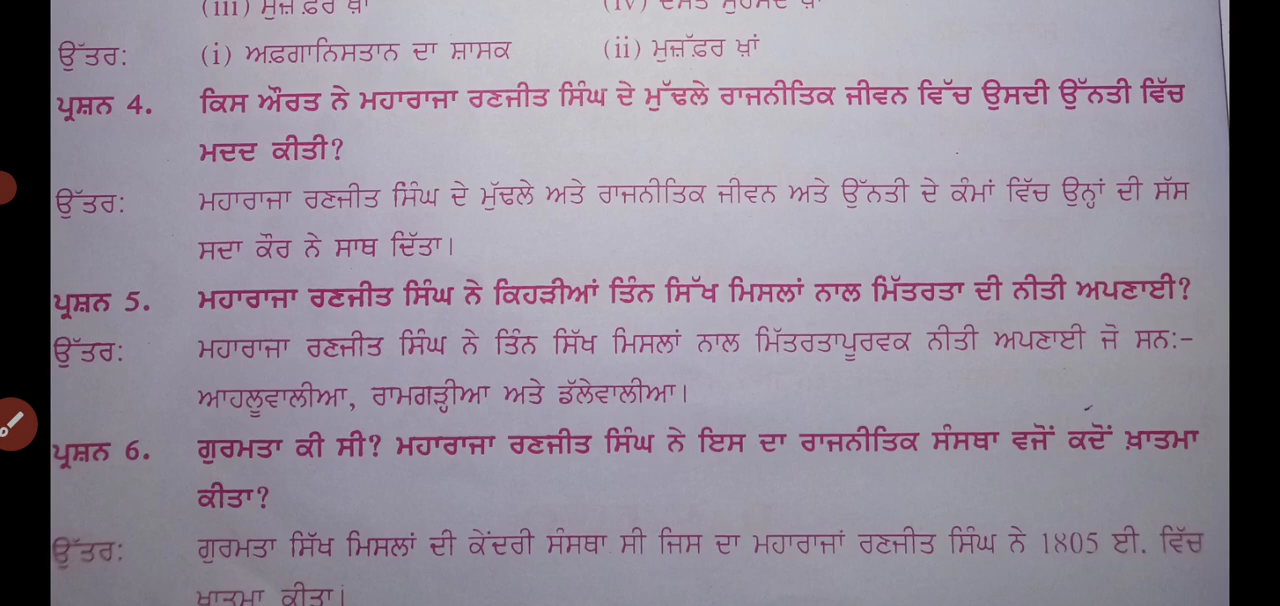 (iii) ਮੁਜ਼ੱਫ਼ਰ ਖ਼ਾਂ (iv)
ਉੱਤਰ: (i) ਅਫ਼ਗਾਨਿਸਤਾਨ ਦਾ ਸ਼ਾਸਕ (ii) ਮੁਜ਼ੱਫ਼ਰ ਖ਼ਾਂ
ਪ੍ਰਸ਼ਨ 4. ਕਿਸ ਔਰਤ ਨੇ ਮਹਾਰਾਜਾ ਰਣਜੀਤ ਸਿੰਘ ਦੇ ਮੁੱਢਲੇ ਰਾਜਨੀਤਿਕ ਜੀਵਨ ਵਿੱਚ ਉਸਦੀ ਉੱਨਤੀ ਵਿੱਚ
ਮਦਦ ਕੀਤੀ?
ਉੱਤਰ: ਮਹਾਰਾਜਾ ਰਣਜੀਤ ਸਿੰਘ ਦੇ ਮੁੱਢਲੇ ਅਤੇ ਰਾਜਨੀਤਿਕ ਜੀਵਨ ਅਤੇ ਉੱਨਤੀ ਦੇ ਕੰਮਾਂ ਵਿੱਚ ਉਨ੍ਹਾਂ ਦੀ ਸੱਸ
ਸਦਾ ਕੌਰ ਨੇ ਸਾਥ ਦਿੱਤਾ।
ਪ੍ਰਸ਼ਨ 5. ਮਹਾਰਾਜਾ ਰਣਜੀਤ ਸਿੰਘ ਨੇ ਕਿਹੜੀਆਂ ਤਿੰਨ ਸਿੱਖ ਮਿਸਲਾਂ ਨਾਲ ਮਿੱਤਰਤਾ ਦੀ ਨੀਤੀ ਅਪਣਾਈ?
ਉੱਤਰ: ਮਹਾਰਾਜਾ ਰਣਜੀਤ ਸਿੰਘ ਨੇ ਤਿੰਨ ਸਿੱਖ ਮਿਸਲਾਂ ਨਾਲ ਮਿੱਤਰਤਾਪੂਰਵਕ ਨੀਤੀ ਅਪਣਾਈ ਜੋ ਸਨ:-
ਆਹਲੂਵਾਲੀਆ, ਰਾਮਗੜ੍ਹੀਆ ਅਤੇ ਡੱਲੇਵਾਲੀਆ।
ਪ੍ਰਸ਼ਨ 6. ਗੁਰਮਤਾ ਕੀ ਸੀ? ਮਹਾਰਾਜਾ ਰਣਜੀਤ ਸਿੰਘ ਨੇ ਇਸ ਦਾ ਰਾਜਨੀਤਿਕ ਸੰਸਥਾ ਵਜੋਂ ਕਦੋਂ ਖ਼ਾਤਮਾ
ਕੀਤਾ?
ਉੱਤਰ: ਗੁਰਮਤਾ ਸਿੱਖ ਮਿਸਲਾਂ ਦੀ ਕੇਂਦਰੀ ਸੰਸਥਾ ਸੀ ਜਿਸ ਦਾ ਮਹਾਰਾਜਾਂ ਰਣਜੀਤ ਸਿੰਘ ਨੇ 1805 ਈ. ਵਿੱਚ
ਖ਼ਾਤਮਾ ਕੀਤਾ।